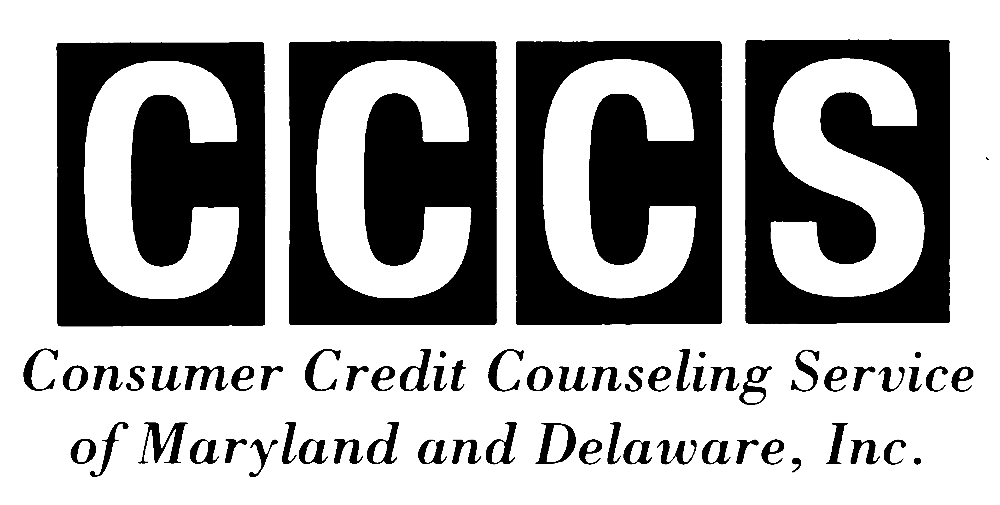 CCCS
Consumer Credit Counseling Service
of Maryland and Delaware, Inc.